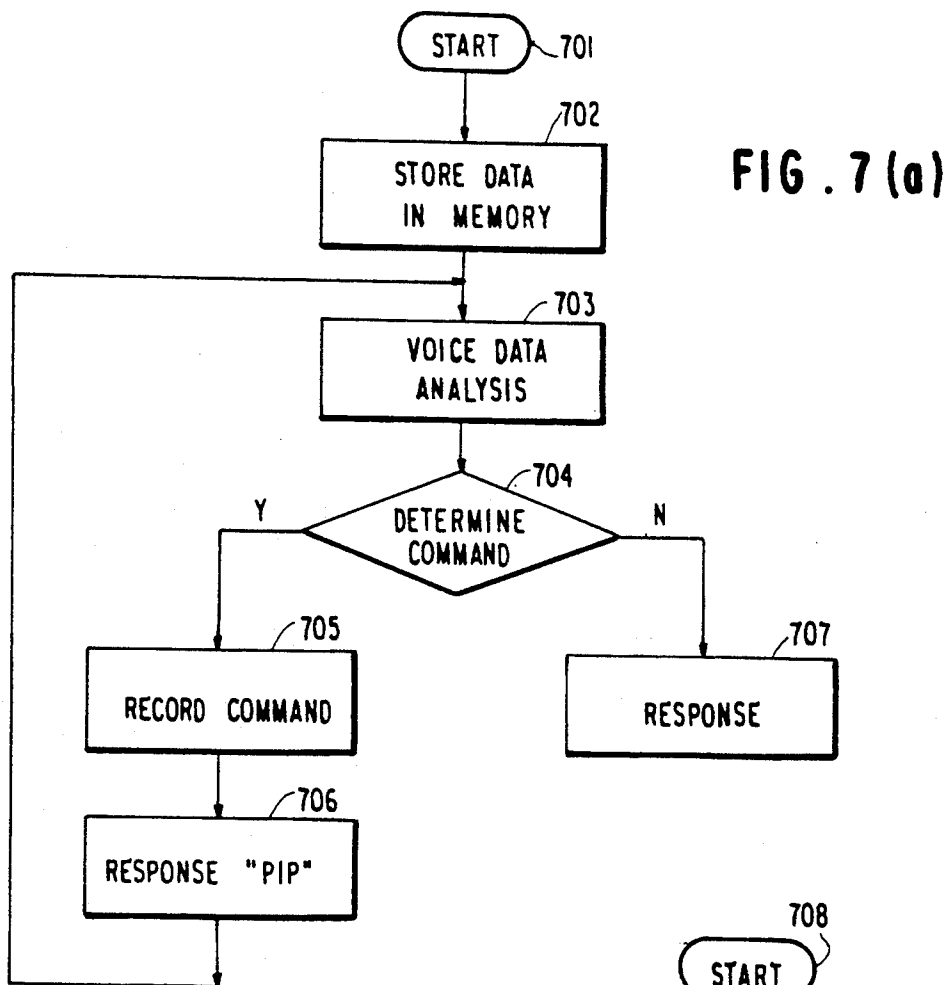 START
701
702
STORE DATA
IN MEMORY
FIG. 7(a)
703
VOICE DATA
ANALYSIS
704
Y
DETERMINE
COMMAND
N
705
RECORD COMMAND
707
RESPONSE
706
RESPONSE "PIP"
708
START